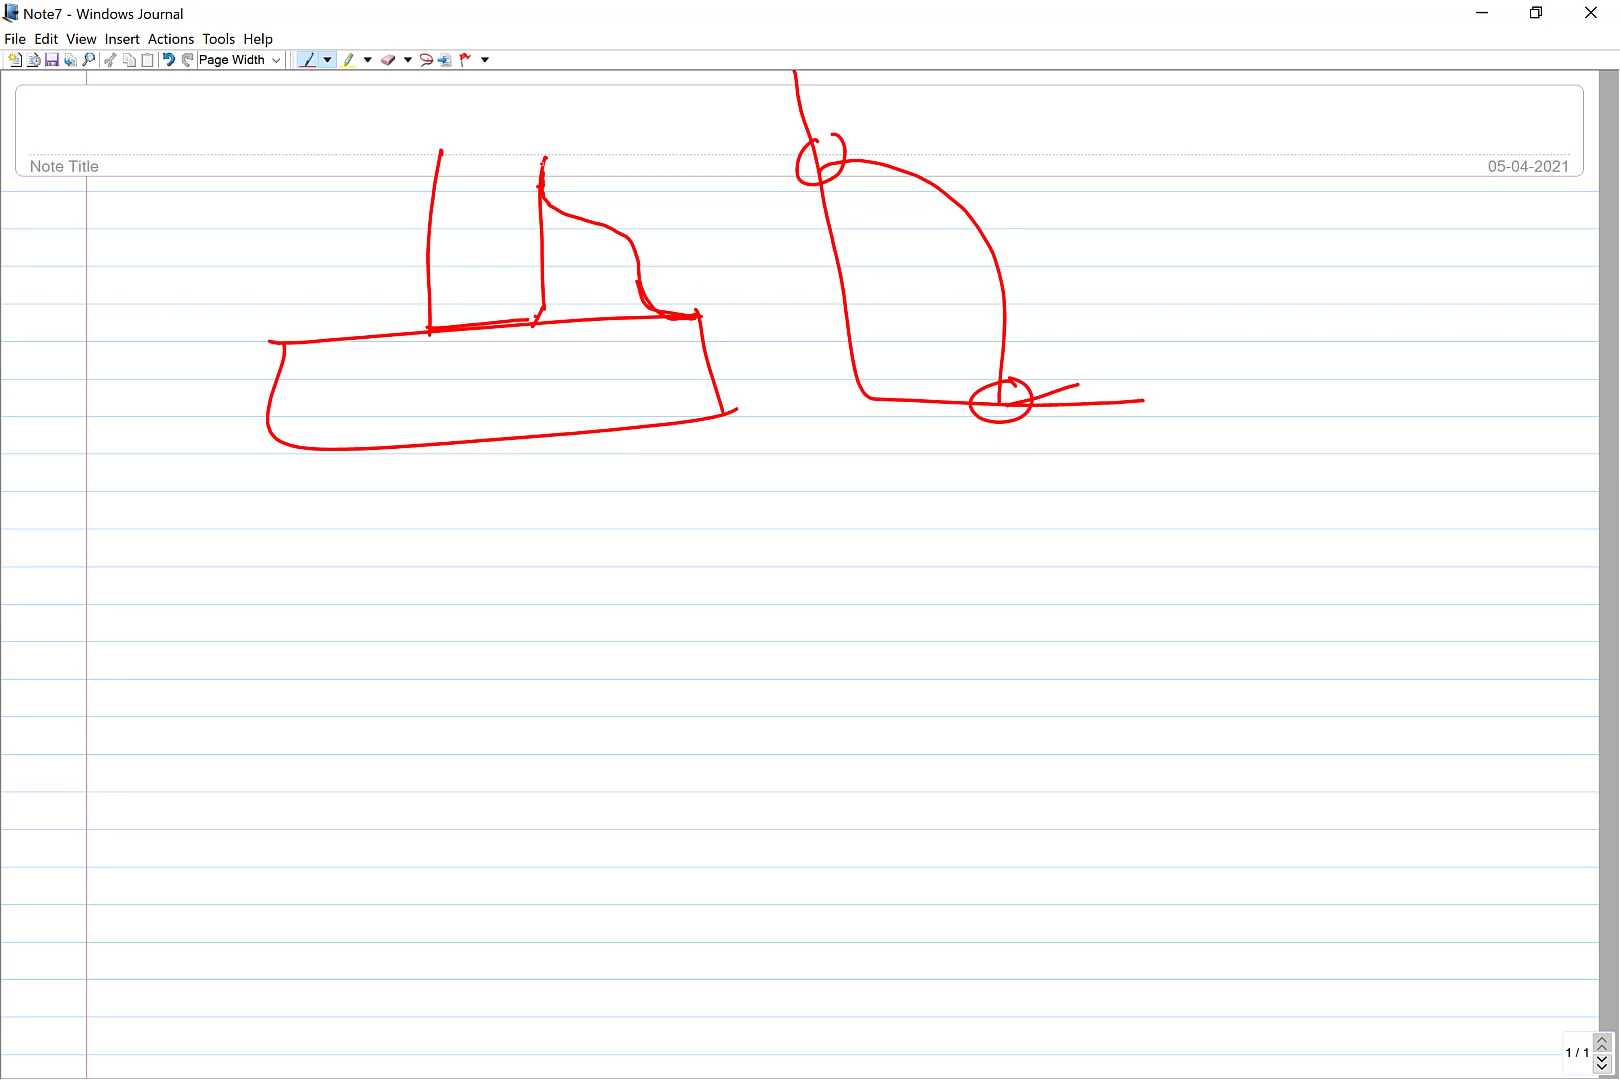 Note7 - Windows Journal
File Edit View Insert Actions Tools Help
Page Width
Note Title 05-04-2021
1 / 1